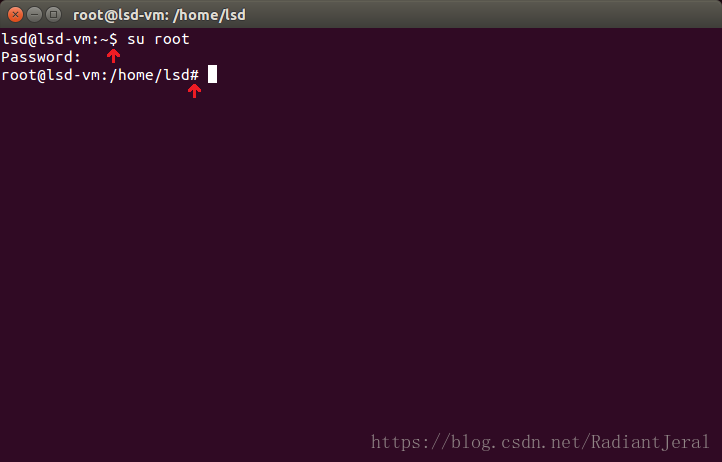 root@lsd-vm: /home/lsd
lsd@lsd-vm:~$ su root
Password:
root@lsd-vm:/home/lsd#
https://blog.csdn.net/RadiantJeral